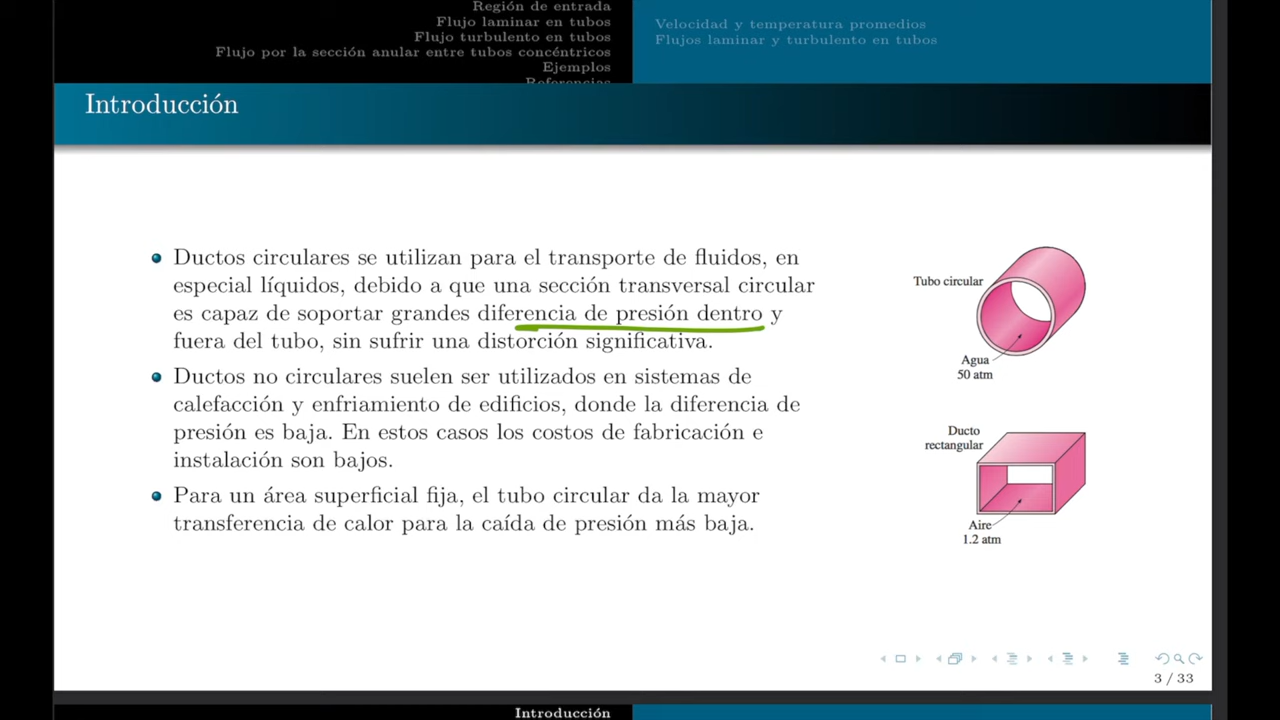 Región de entrada
Flujo laminar en tubos
Flujo turbulento en tubos
Flujo por la sección anular entre tubos concéntricos
Ejemplos
Referencias
Velocidad y temperatura promedios
Flujos laminar y turbulento en tubos
Introducción
Ductos circulares se utilizan para el transporte de fluidos, en
especial líquidos, debido a que una sección transversal circular
es capaz de soportar grandes diferencia de presión dentro y
fuera del tubo, sin sufrir una distorción significativa.
Ductos no circulares suelen ser utilizados en sistemas de
calefacción y enfriamiento de edificios, donde la diferencia de
presión es baja. En estos casos los costos de fabricación e
instalación son bajos.
Para un área superficial fija, el tubo circular da la mayor
transferencia de calor para la caída de presión más baja.
Tubo circular
Agua
50 atm
Ducto
rectangular
Aire
1.2 atm
3 / 33
Introducción